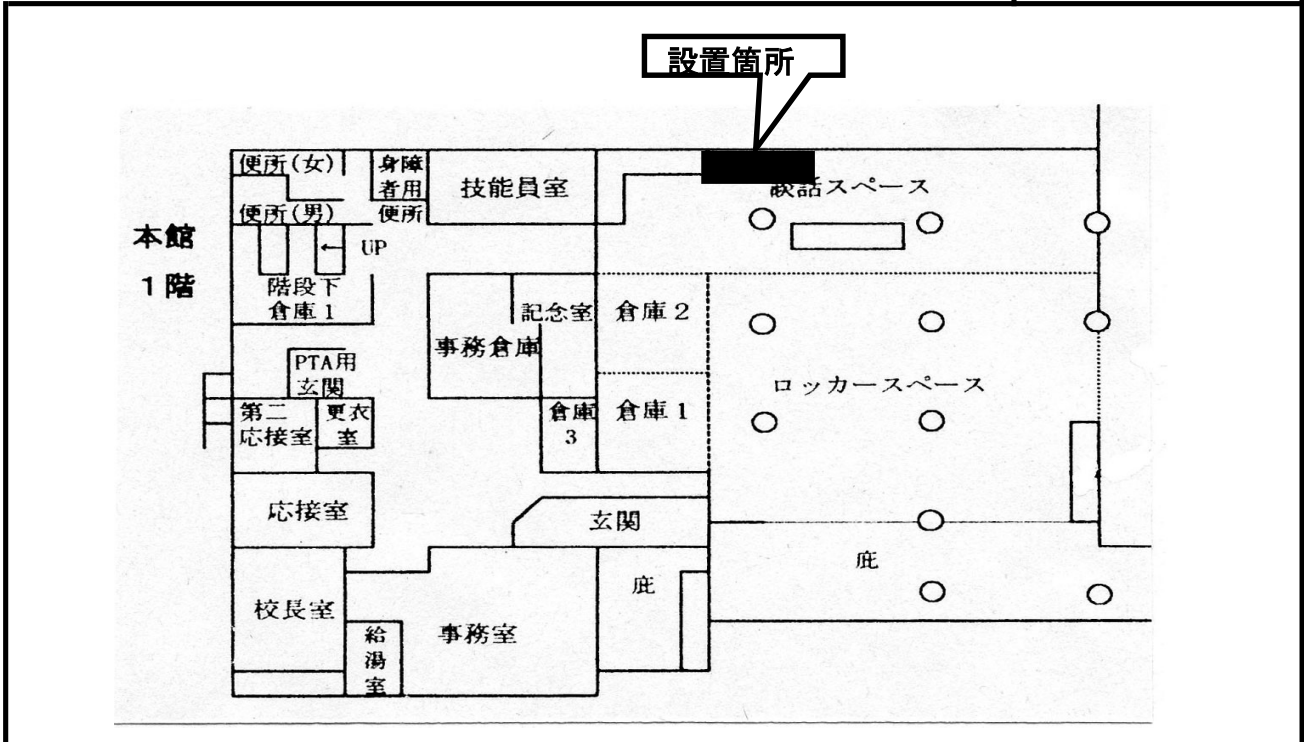 設置箇所
便所(女)
身障
者用
便所
技能員室
談話スペース
便所(男)
本館
1階
← UP
階段下
倉庫1
記念室
倉庫2
事務倉庫
PTA用
玄関
ロッカースペース
第二
応接室
更衣
室
倉庫
3
倉庫1
応接室
玄関
庇
庇
校長室
給
湯
室
事務室